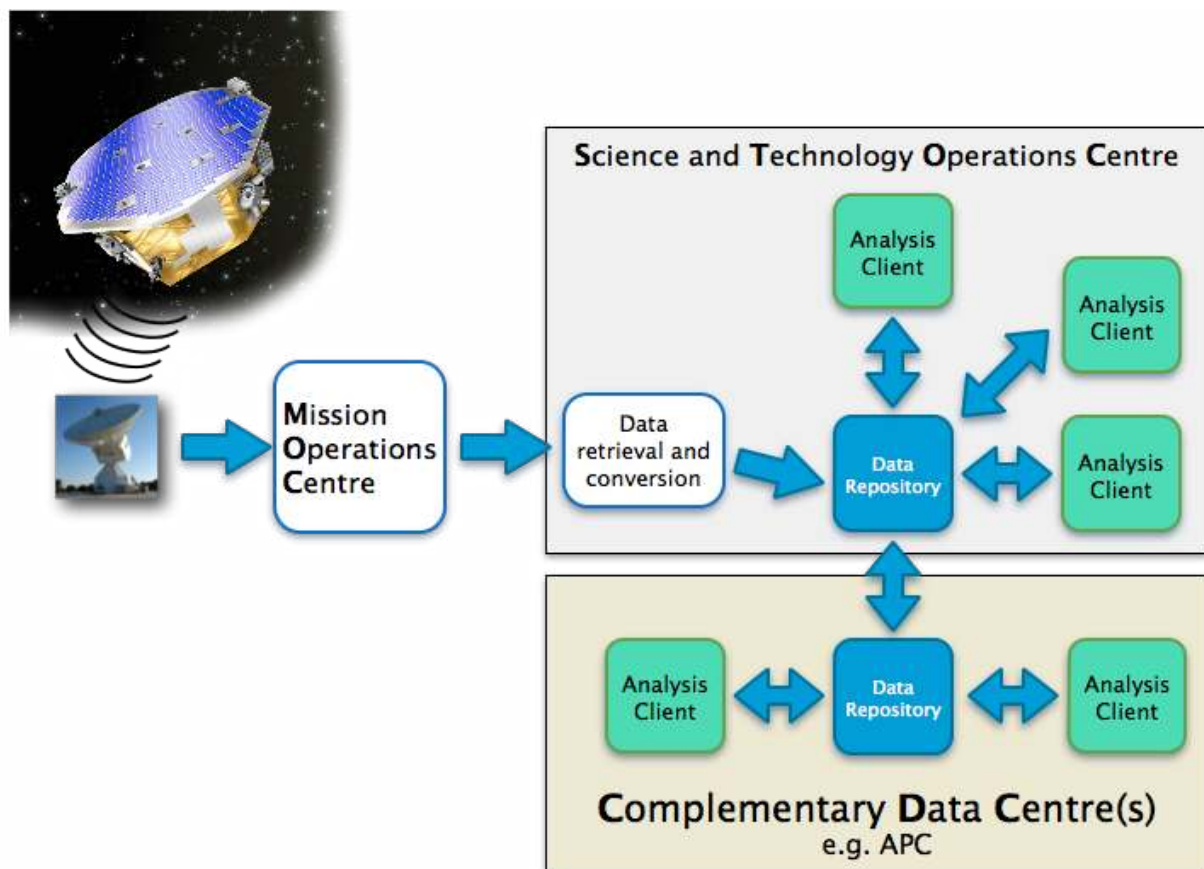 Science and Technology Operations Centre
Analysis
Client
Analysis
Client
Mission
Operations
Centre
Data
retrieval and
conversion
Data
Repository
Analysis
Client
Analysis
Client
Data
Repository
Analysis
Client
Complementary Data Centre(s)
e.g. APC